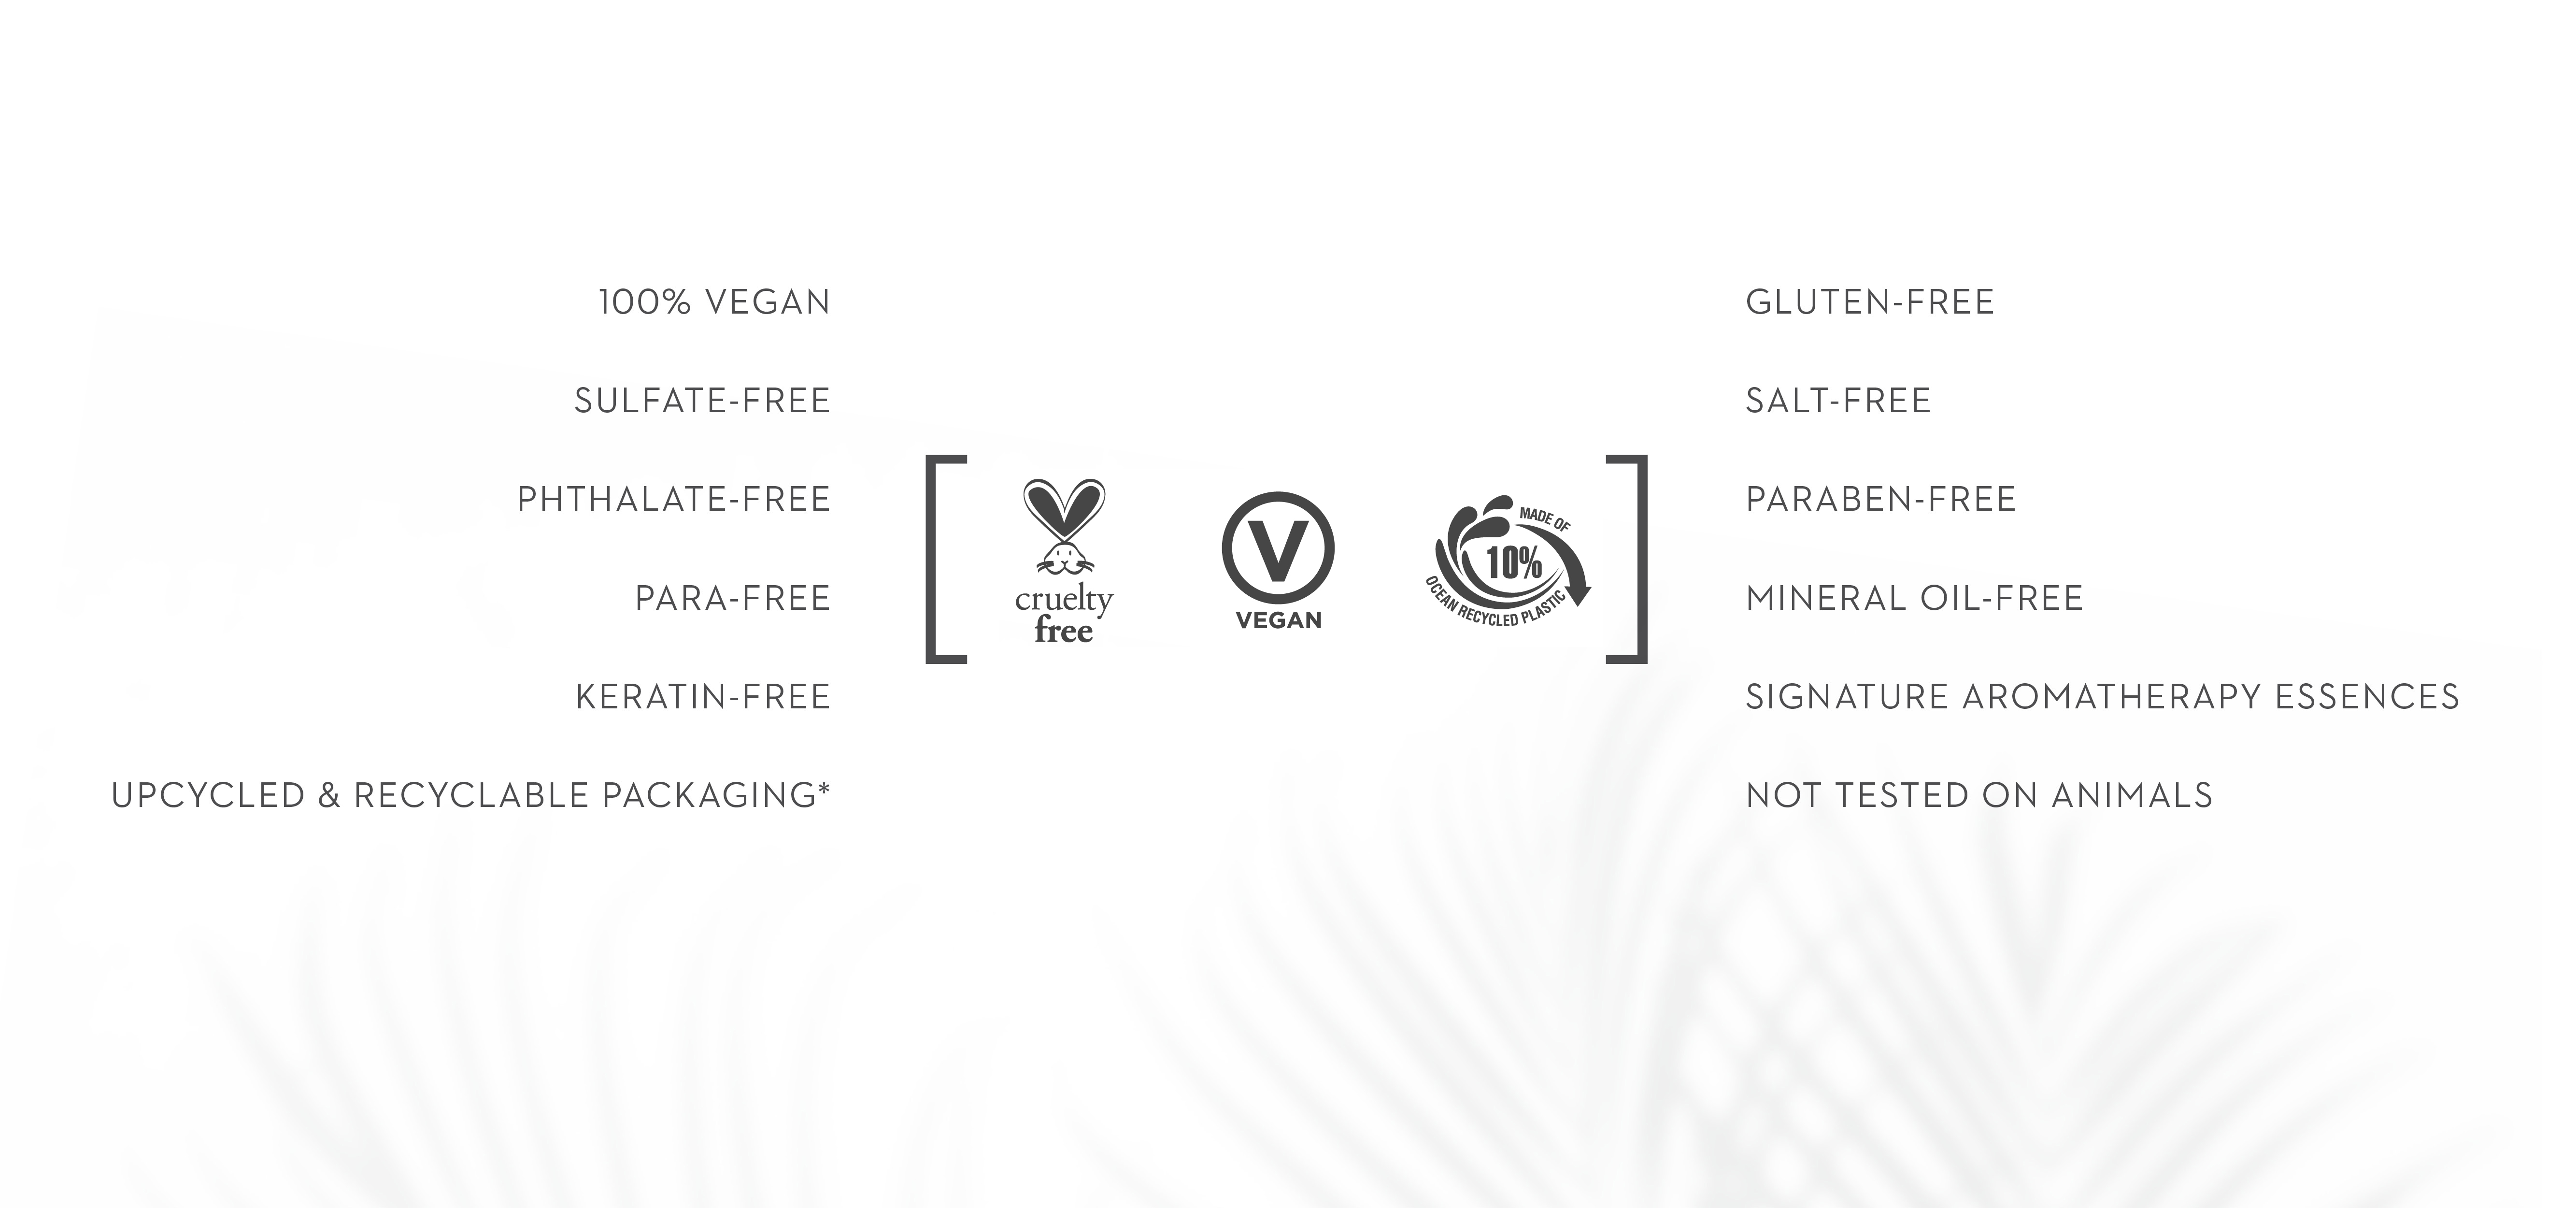 100% VEGAN
SULFATE-FREE
PHTHALATE-FREE
PARA-FREE
KERATIN-FREE
UPCYCLED & RECYCLABLE PACKAGING*
cruelty
free
V
VEGAN
MADE OF
10%
OCEAN RECYCLED PLASTIC
GLUTEN-FREE
SALT-FREE
PARABEN-FREE
MINERAL OIL-FREE
SIGNATURE AROMATHERAPY ESSENCES
NOT TESTED ON ANIMALS